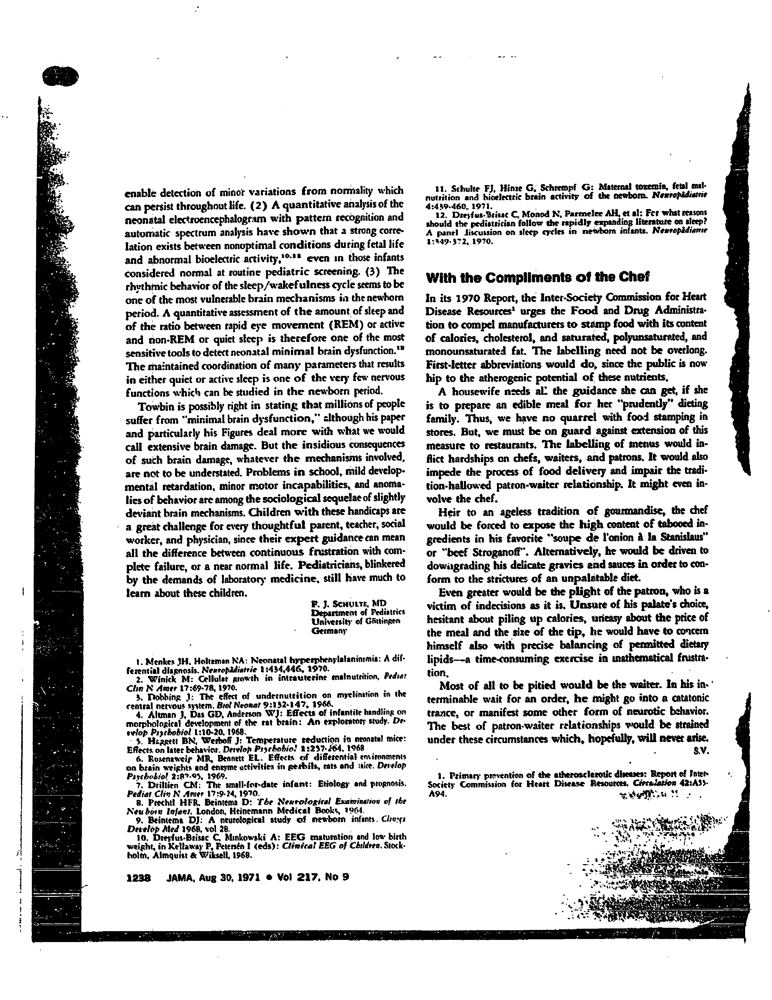 enable detection of minor variations from normality which
can persist throughout life. (2) A quantitative analysis of the
neonatal electroencephalogram with pattern recognition and
automatic spectrum analysis have shown that a strong corre-
lation exists between nonoptimal conditions during fetal life
and abnormal bioelectric activity,¹⁰,¹¹ even in those infants
considered normal at routine pediatric screening. (3) The
rhythmic behavior of the sleep/wakefulness cycle seems to be
one of the most vulnerable brain mechanisms in the newborn
period. A quantitative assessment of the amount of sleep and
of the ratio between rapid eye movement (REM) or active
and non-REM or quiet sleep is therefore one of the most
sensitive tools to detect neonatal minimal brain dysfunction.¹²
The maintained coordination of many parameters that results
in either quiet or active sleep is one of the very few nervous
functions which can be studied in the newborn period.
Towbin is possibly right in stating that millions of people
suffer from "minimal brain dysfunction," although his paper
and particularly his Figures deal more with what we would
call extensive brain damage. But the insidious consequences
of such brain damage, whatever the mechanisms involved,
are not to be understated. Problems in school, mild develop-
mental retardation, minor motor incapabilities, and anoma-
lies of behavior are among the sociological sequelae of slightly
deviant brain mechanisms. Children with these handicaps are
a great challenge for every thoughtful parent, teacher, social
worker, and physician, since their expert guidance can mean
all the difference between continuous frustration with com-
plete failure, or a near normal life. Pediatricians, blinkered
by the demands of laboratory medicine, still have much to
learn about these children.
F. J. SCHULTE, MD
Department of Pediatrics
University of Göttingen
Germany
1. Menkes JH, Holtzman NA: Neonatal hyperphenylalaninemia: A dif-
ferential diagnosis. Neuropädiatrie 1:434,446, 1970.
2. Winick M: Cellular growth in intrauterine malnutrition, Pediat
Clin N Amer 17:69-78, 1970.
3. Dobbing J: The effect of undernutrition on myelination in the
central nervous system. Biol Neonat 9:132-147, 1966.
4. Altman J, Das GD, Anderson WJ: Effects of infantile handling on
morphological development of the rat brain: An exploratory study. De-
velop Psychobiol 1:10-20, 1968.
5. Haggett BN, Werboff J: Temperature reduction in neonatal mice:
Effects on later behavior. Develop Psychobiol 1:257-264, 1968
6. Rosenzweig MR, Bennett EL. Effects of differential environments
on brain weights and enzyme activities in gerbils, rats and mice. Develop
Psychobiol 2:87-95, 1969.
7. Drillien CM: The small-for-date infant: Etiology and prognosis.
Pediat Clin N Amer 17:9-24, 1970.
8. Prechtl HFR, Beintema D: The Neurological Examination of the
Newborn Infant. London, Heinemann Medical Books, 1964.
9. Beintema DJ: A neurological study of newborn infants. Clinics
Develop Med 1968, vol 28.
10. Dreyfus-Brisac C, Minkowski A: EEG maturation and low birth
weight, in Kellaway P, Petersén I (eds): Clinical EEG of Children. Stock-
holm, Almquist & Wiksell, 1968.
1238 JAMA, Aug 30, 1971 • Vol 217, No 9
11. Schulte FJ, Hinze G, Schrempf G: Maternal toxemia, fetal mal-
nutrition and bioelectric brain activity of the newborn. Neuropädiatrie
4:439-460, 1971.
12. Dreyfus-Brisac C, Monod N, Parmelee AH, et al: For what reasons
should the pediatrician follow the rapidly expanding literature on sleep?
A panel discussion on sleep cycles in newborn infants. Neuropädiatrie
1:349-372, 1970.
With the Compliments of the Chef
In its 1970 Report, the Inter-Society Commission for Heart
Disease Resources¹ urges the Food and Drug Administra-
tion to compel manufacturers to stamp food with its content
of calories, cholesterol, and saturated, polyunsaturated, and
monounsaturated fat. The labelling need not be overlong.
First-letter abbreviations would do, since the public is now
hip to the atherogenic potential of these nutrients.
A housewife needs all the guidance she can get, if she
is to prepare an edible meal for her "prudently" dieting
family. Thus, we have no quarrel with food stamping in
stores. But, we must be on guard against extension of this
measure to restaurants. The labelling of menus would in-
flict hardships on chefs, waiters, and patrons. It would also
impede the process of food delivery and impair the tradi-
tion-hallowed patron-waiter relationship. It might even in-
volve the chef.
Heir to an ageless tradition of gourmandise, the chef
would be forced to expose the high content of tabooed in-
gredients in his favorite "soupe de l'onion à la Stanislaus"
or "beef Stroganoff". Alternatively, he would be driven to
downgrading his delicate gravies and sauces in order to con-
form to the strictures of an unpalatable diet.
Even greater would be the plight of the patron, who is a
victim of indecisions as it is. Unsure of his palate's choice,
hesitant about piling up calories, uneasy about the price of
the meal and the size of the tip, he would have to concern
himself also with precise balancing of permitted dietary
lipids—a time-consuming exercise in mathematical frustra-
tion.
Most of all to be pitied would be the waiter. In his in-
terminable wait for an order, he might go into a catatonic
trance, or manifest some other form of neurotic behavior.
The best of patron-waiter relationships would be strained
under these circumstances which, hopefully, will never arise.
S.V.
1. Primary prevention of the atherosclerotic diseases: Report of Inter-
Society Commission for Heart Disease Resources. Circulation 42:A55-
A94.